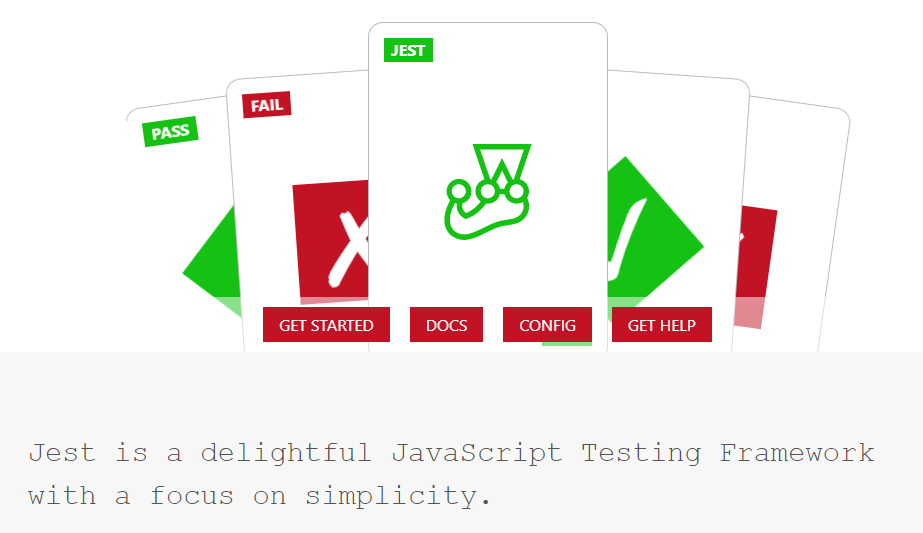 JEST
FAIL
PASS
GET STARTED
DOCS
CONFIG
GET HELP
Jest is a delightful JavaScript Testing Framework
with a focus on simplicity.